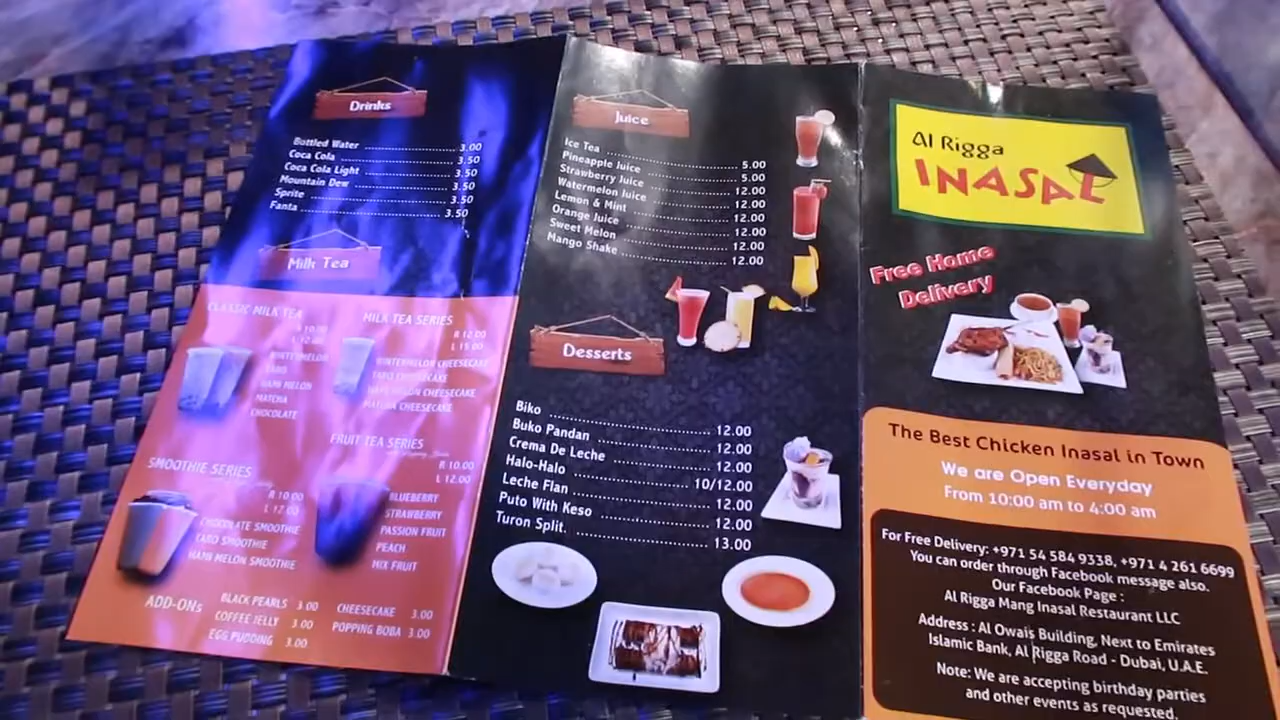 Drinks
Bottled Water 3.00
Coca Cola 3.50
Coca Cola Light 3.50
Mountain Dew 3.50
Sprite 3.50
Fanta 3.50
Milk Tea
CLASSIC MILK TEA
R 10.00
L 12.00
WINTERMELON
TARO
HAMI MELON
MATCHA
CHOCOLATE
MILK TEA SERIES
R 12.00
L 15.00
WINTERMELON CHEESECAKE
TARO CHEESECAKE
HAMI MELON CHEESECAKE
MATCHA CHEESECAKE
SMOOTHIE SERIES
R 10.00
L 12.00
CHOCOLATE SMOOTHIE
TARO SMOOTHIE
HAMI MELON SMOOTHIE
FRUIT TEA SERIES
R 10.00
L 12.00
BLUEBERRY
STRAWBERRY
PASSION FRUIT
PEACH
MIX FRUIT
ADD-ONs
BLACK PEARLS 3.00
COFFEE JELLY 3.00
EGG PUDDING 3.00
CHEESECAKE 3.00
POPPING BOBA 3.00
Juice
Ice Tea 5.00
Pineapple Juice 5.00
Strawberry Juice 12.00
Watermelon Juice 12.00
Lemon & Mint 12.00
Orange Juice 12.00
Sweet Melon 12.00
Mango Shake 12.00
Desserts
Biko 12.00
Buko Pandan 12.00
Crema De Leche 12.00
Halo-Halo 10/12.00
Leche Flan 12.00
Puto With Keso 12.00
Turon Split. 13.00
Al Rigga
INASAL
Free Home
Delivery
The Best Chicken Inasal in Town
We are Open Everyday
From 10:00 am to 4:00 am
For Free Delivery: +971 54 584 9338, +971 4 261 6699
You can order through Facebook message also.
Our Facebook Page :
Al Rigga Mang Inasal Restaurant LLC
Address : Al Owais Building, Next to Emirates
Islamic Bank, Al Rigga Road - Dubai, U.A.E.
Note: We are accepting birthday parties
and other events as requested.